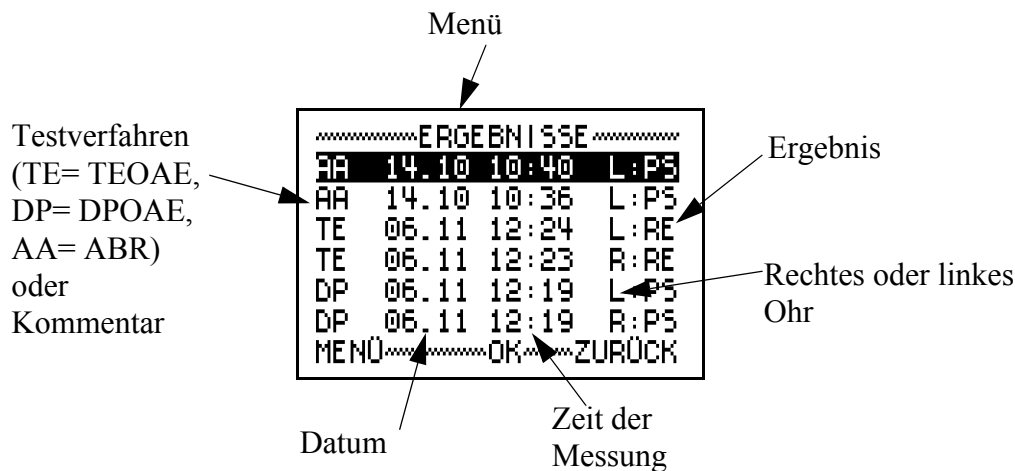 Menü
Testverfahren
(TE= TEOAE,
DP= DPOAE,
AA= ABR)
oder
Kommentar
ERGEBNISSE
AA 14.10 10:40 L:PS
AA 14.10 10:36 L:PS
TE 06.11 12:24 L:RE
TE 06.11 12:23 R:RE
DP 06.11 12:19 L:PS
DP 06.11 12:19 R:PS
MENÜ OK ZURÜCK
Ergebnis
Rechtes oder linkes
Ohr
Datum
Zeit der
Messung